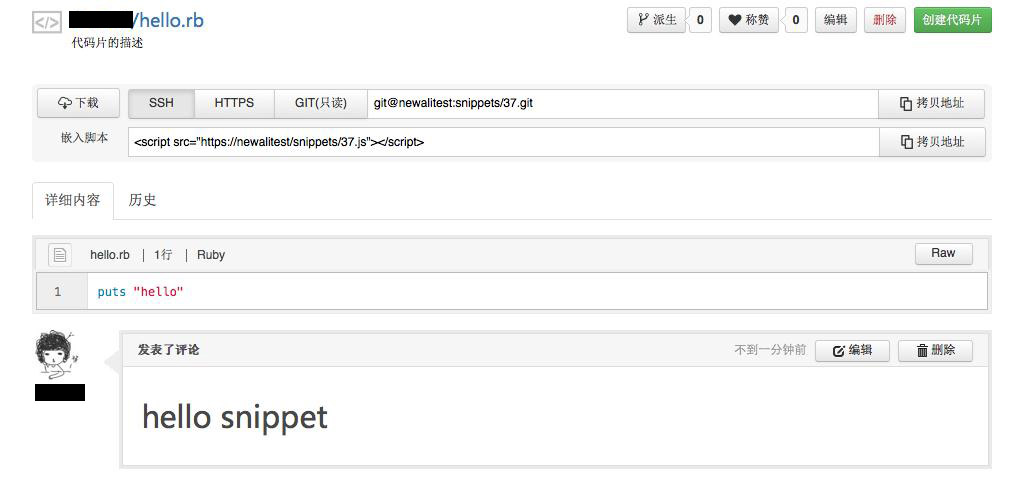 </> /hello.rb 派生 0 称赞 0 编辑 删除 创建代码片
代码片的描述
下载 SSH HTTPS GIT(只读) git@newalitest:snippets/37.git 拷贝地址
嵌入脚本 <script src="https://newalitest/snippets/37.js"></script> 拷贝地址
详细内容 历史
hello.rb | 1行 | Ruby Raw
1 puts "hello"
发表了评论 不到一分钟前 编辑 删除
hello snippet